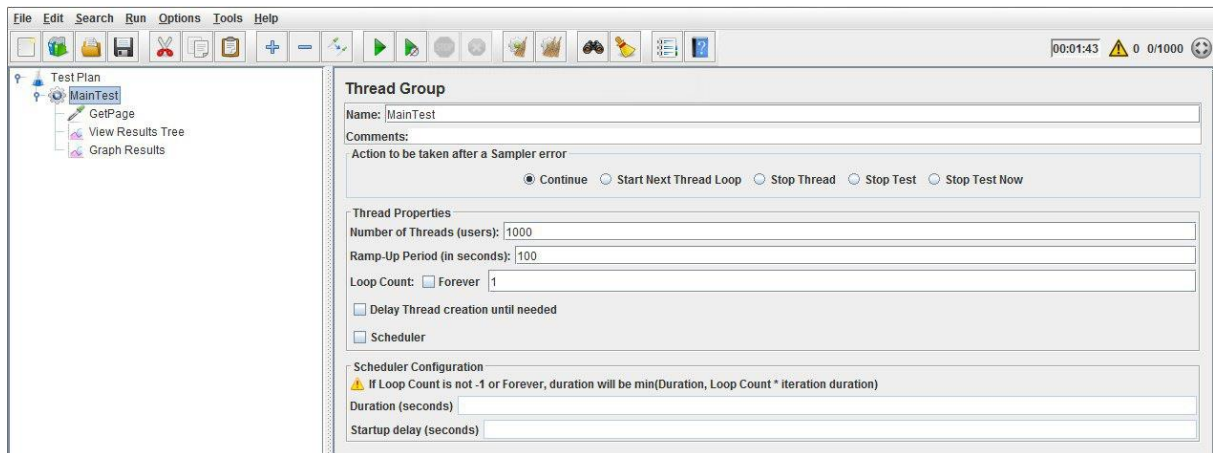 File Edit Search Run Options Tools Help
00:01:43 0 0/1000
Test Plan
MainTest
GetPage
View Results Tree
Graph Results
Thread Group
Name: MainTest
Comments:
Action to be taken after a Sampler error
Continue Start Next Thread Loop Stop Thread Stop Test Stop Test Now
Thread Properties
Number of Threads (users): 1000
Ramp-Up Period (in seconds): 100
Loop Count: Forever 1
Delay Thread creation until needed
Scheduler
Scheduler Configuration
If Loop Count is not -1 or Forever, duration will be min(Duration, Loop Count * iteration duration)
Duration (seconds)
Startup delay (seconds)